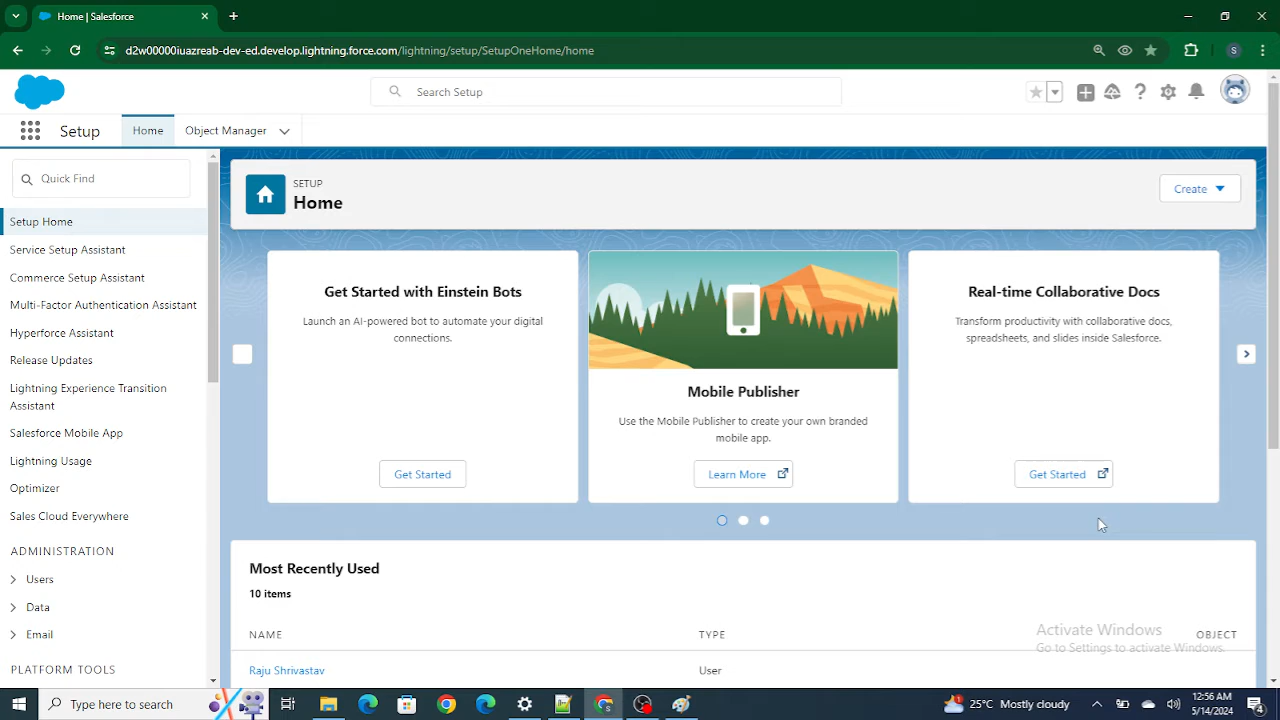 Home | Salesforce
d2w00000iuazreab-dev-ed.develop.lightning.force.com/lightning/setup/SetupOneHome/home
S
Search Setup
Setup
Home
Object Manager
Quick Find
Setup Home
Service Setup Assistant
Commerce Setup Assistant
Multi-Factor Authentication Assistant
Hyperforce Assistant
Release Updates
Lightning Experience Transition
Assistant
Salesforce Mobile App
Lightning Usage
Optimizer
Sales Cloud Everywhere
ADMINISTRATION
Users
Data
Email
PLATFORM TOOLS
SETUP
Home
Create
Get Started with Einstein Bots
Launch an AI-powered bot to automate your digital
connections.
Get Started
Mobile Publisher
Use the Mobile Publisher to create your own branded
mobile app.
Learn More
Real-time Collaborative Docs
Transform productivity with collaborative docs,
spreadsheets, and slides inside Salesforce.
Get Started
Most Recently Used
10 items
NAME
TYPE
OBJECT
Raju Shrivastav
User
Activate Windows
Go to Settings to activate Windows.
Type here to search
25°C Mostly cloudy
12:56 AM
5/14/2024
4